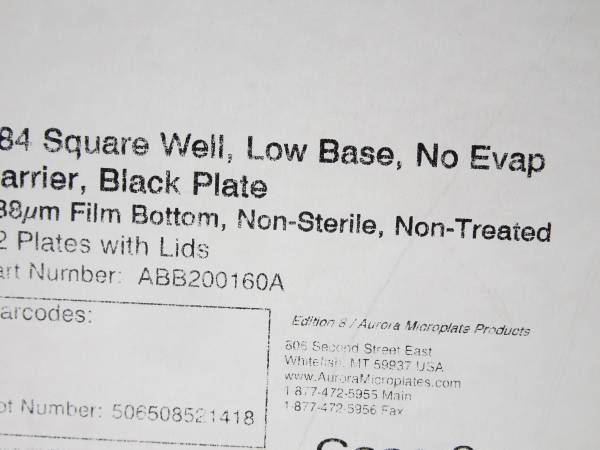 84 Square Well, Low Base, No Evap
arrier, Black Plate
88µm Film Bottom, Non-Sterile, Non-Treated
2 Plates with Lids
art Number: ABB200160A
arcodes:
Edition 8 / Aurora Microplate Products
606 Second Street East
Whitefish, MT 59937 USA
www.AuroraMicroplates.com
1-877-472-5955 Main
1-877-472-5956 Fax
ot Number: 506508521418